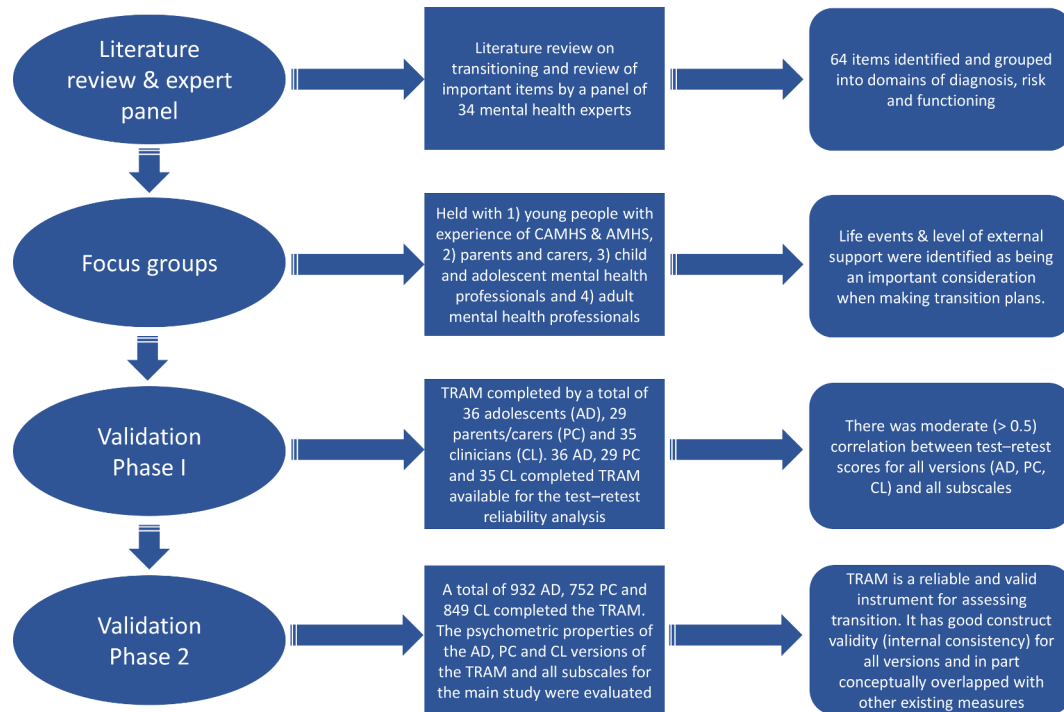 Literature
review & expert
panel
Literature review on
transitioning and review of
important items by a panel of
34 mental health experts
64 items identified and grouped
into domains of diagnosis, risk
and functioning
Focus groups
Held with 1) young people with
experience of CAMHS & AMHS,
2) parents and carers, 3) child
and adolescent mental health
professionals and 4) adult
mental health professionals
Life events & level of external
support were identified as being
an important consideration
when making transition plans.
Validation
Phase I
TRAM completed by a total of
36 adolescents (AD), 29
parents/carers (PC) and 35
clinicians (CL). 36 AD, 29 PC
and 35 CL completed TRAM
available for the test–retest
reliability analysis
There was moderate (> 0.5)
correlation between test–retest
scores for all versions (AD, PC,
CL) and all subscales
Validation
Phase 2
A total of 932 AD, 752 PC and
849 CL completed the TRAM.
The psychometric properties of
the AD, PC and CL versions of
the TRAM and all subscales for
the main study were evaluated
TRAM is a reliable and valid
instrument for assessing
transition. It has good construct
validity (internal consistency) for
all versions and in part
conceptually overlapped with
other existing measures